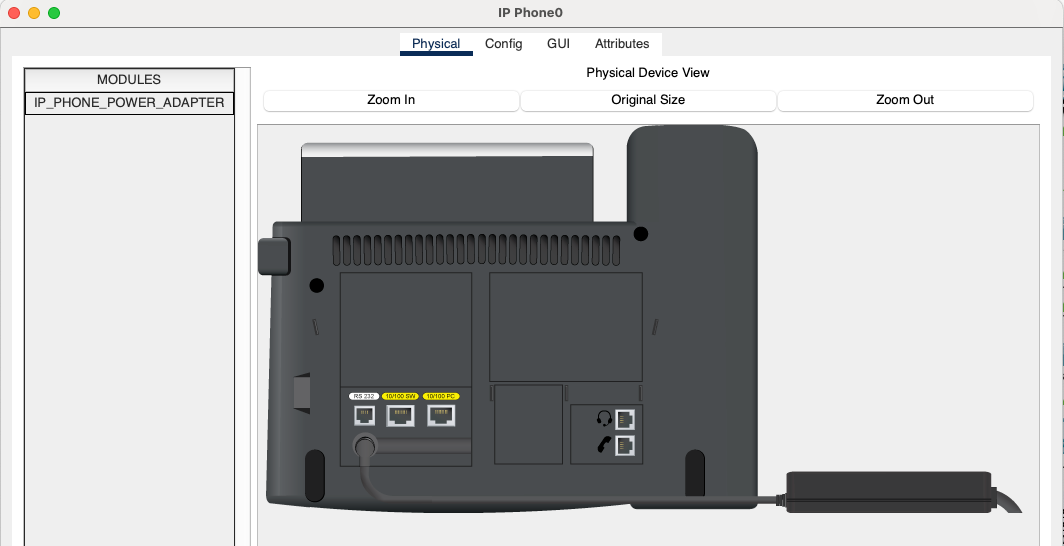 IP Phone0
Physical Config GUI Attributes
MODULES
IP_PHONE_POWER_ADAPTER
Physical Device View
Zoom In Original Size Zoom Out
RS 232 10/100 SW 10/100 PC